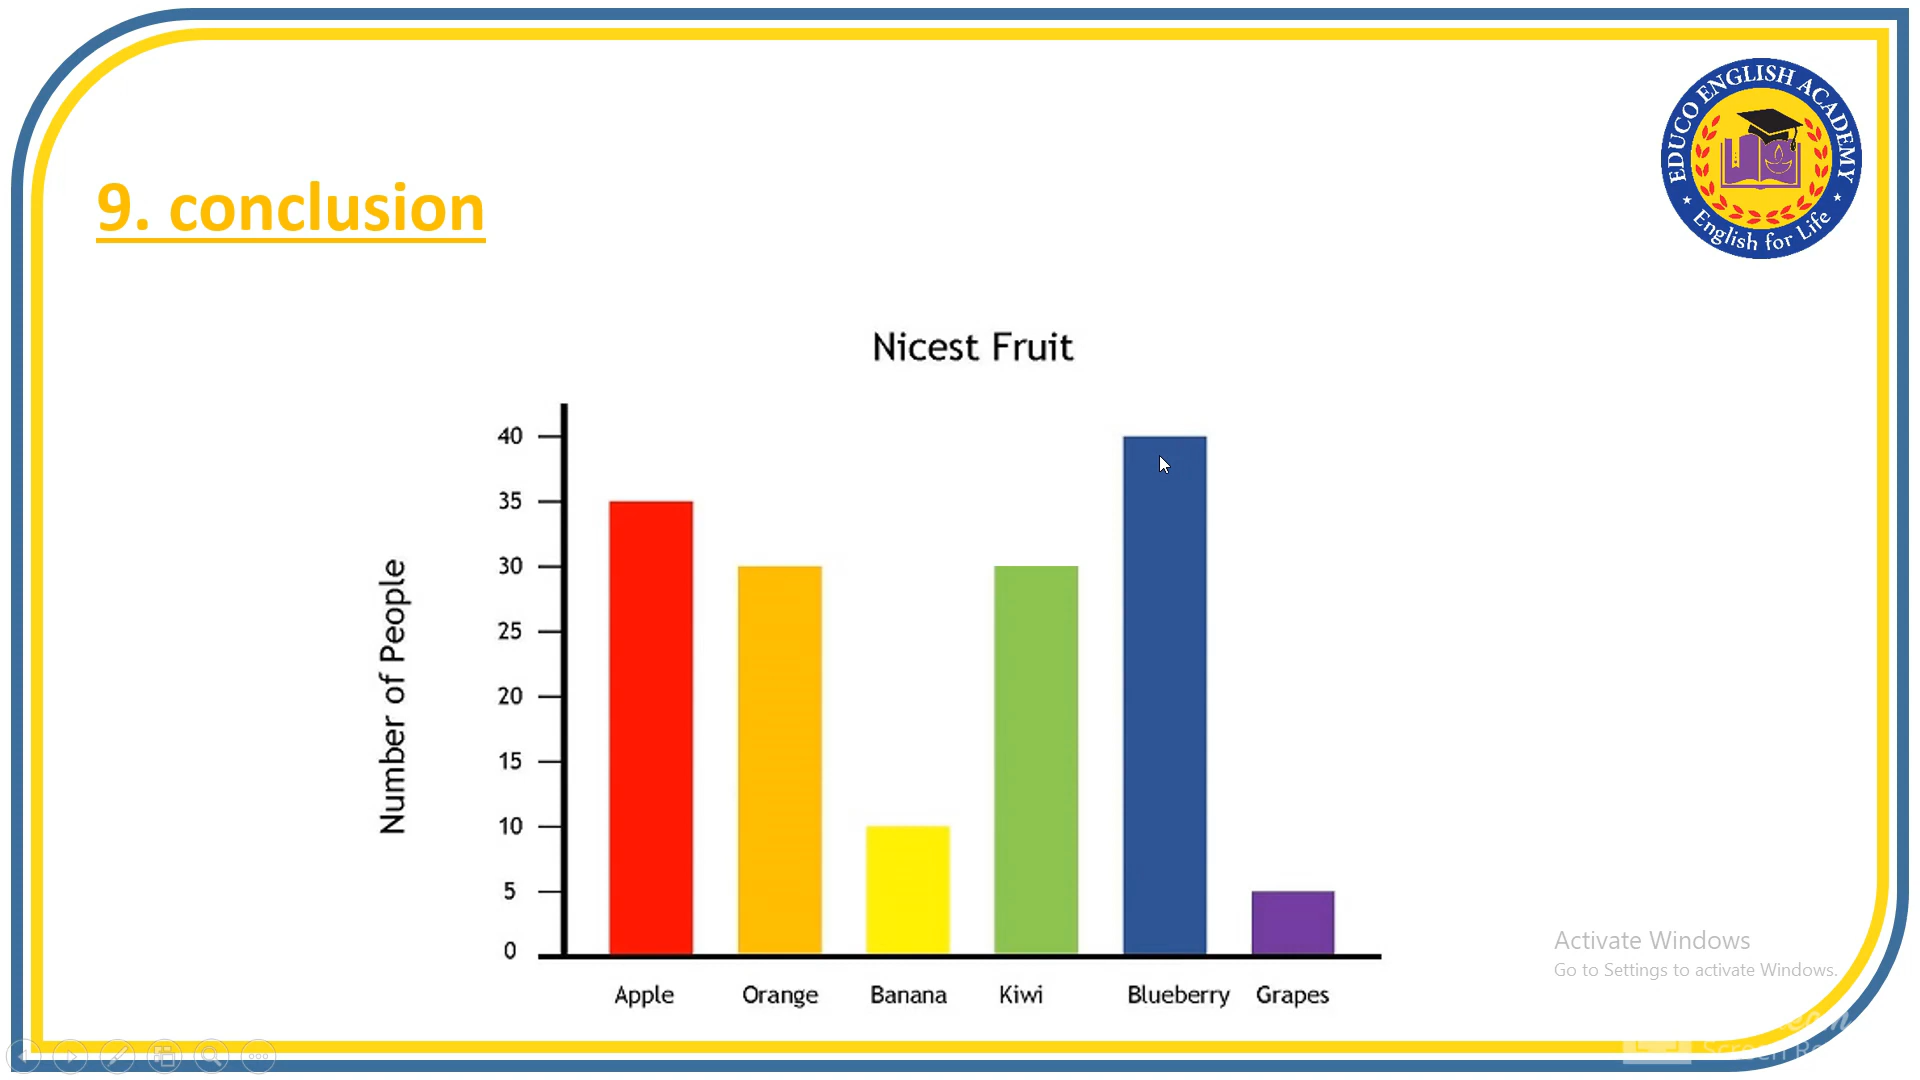 EDUCO ENGLISH ACADEMY
English for Life
9. conclusion
Nicest Fruit
Number of People
40
35
30
25
20
15
10
5
0
Apple Orange Banana Kiwi Blueberry Grapes
Activate Windows
Go to Settings to activate Windows.
Screen